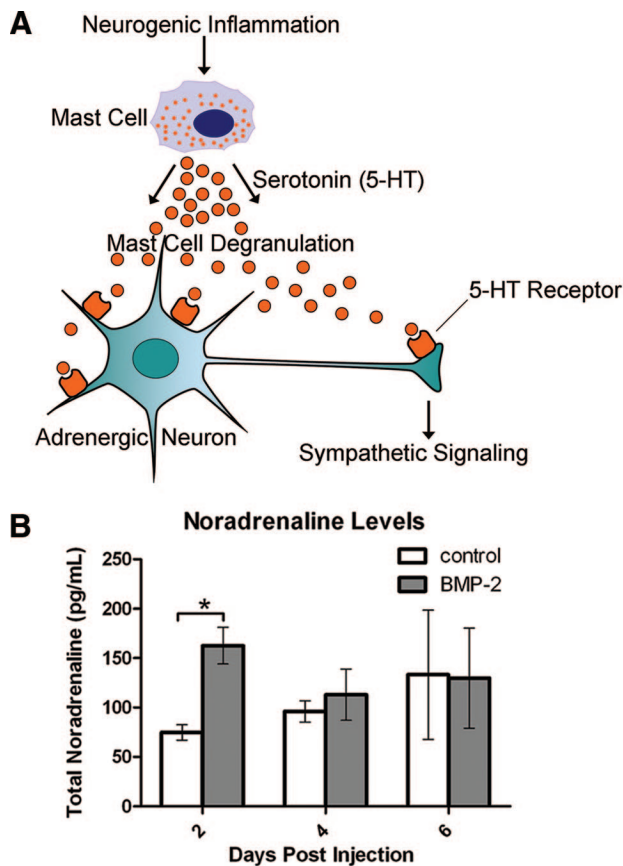 A
Neurogenic Inflammation
Mast Cell
Serotonin (5-HT)
Mast Cell Degranulation
5-HT Receptor
Adrenergic Neuron
Sympathetic Signaling
B
Noradrenaline Levels
control
BMP-2
Total Noradrenaline (pg/mL)
250
200
150
100
50
0
*
2
4
6
Days Post Injection